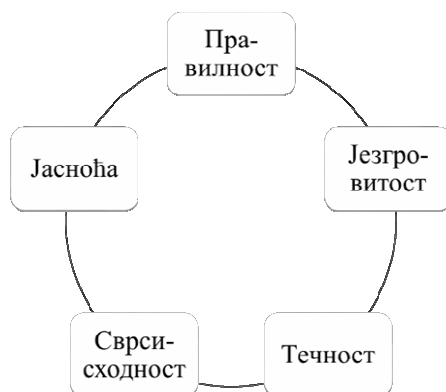 Пра-
вилност
Језгро-
витост
Течност
Сврси-
сходност
Јасноћа